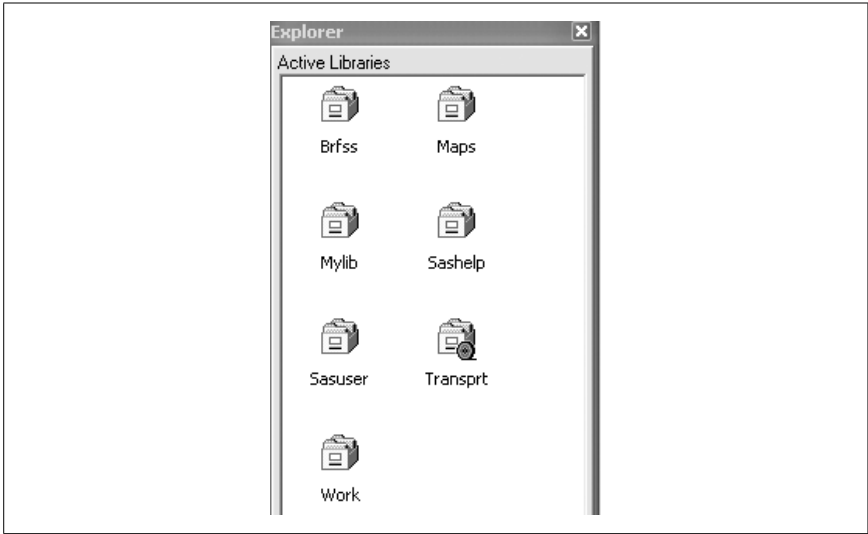 Explorer
Active Libraries
Brfss Maps
Mylib Sashelp
Sasuser Transprt
Work